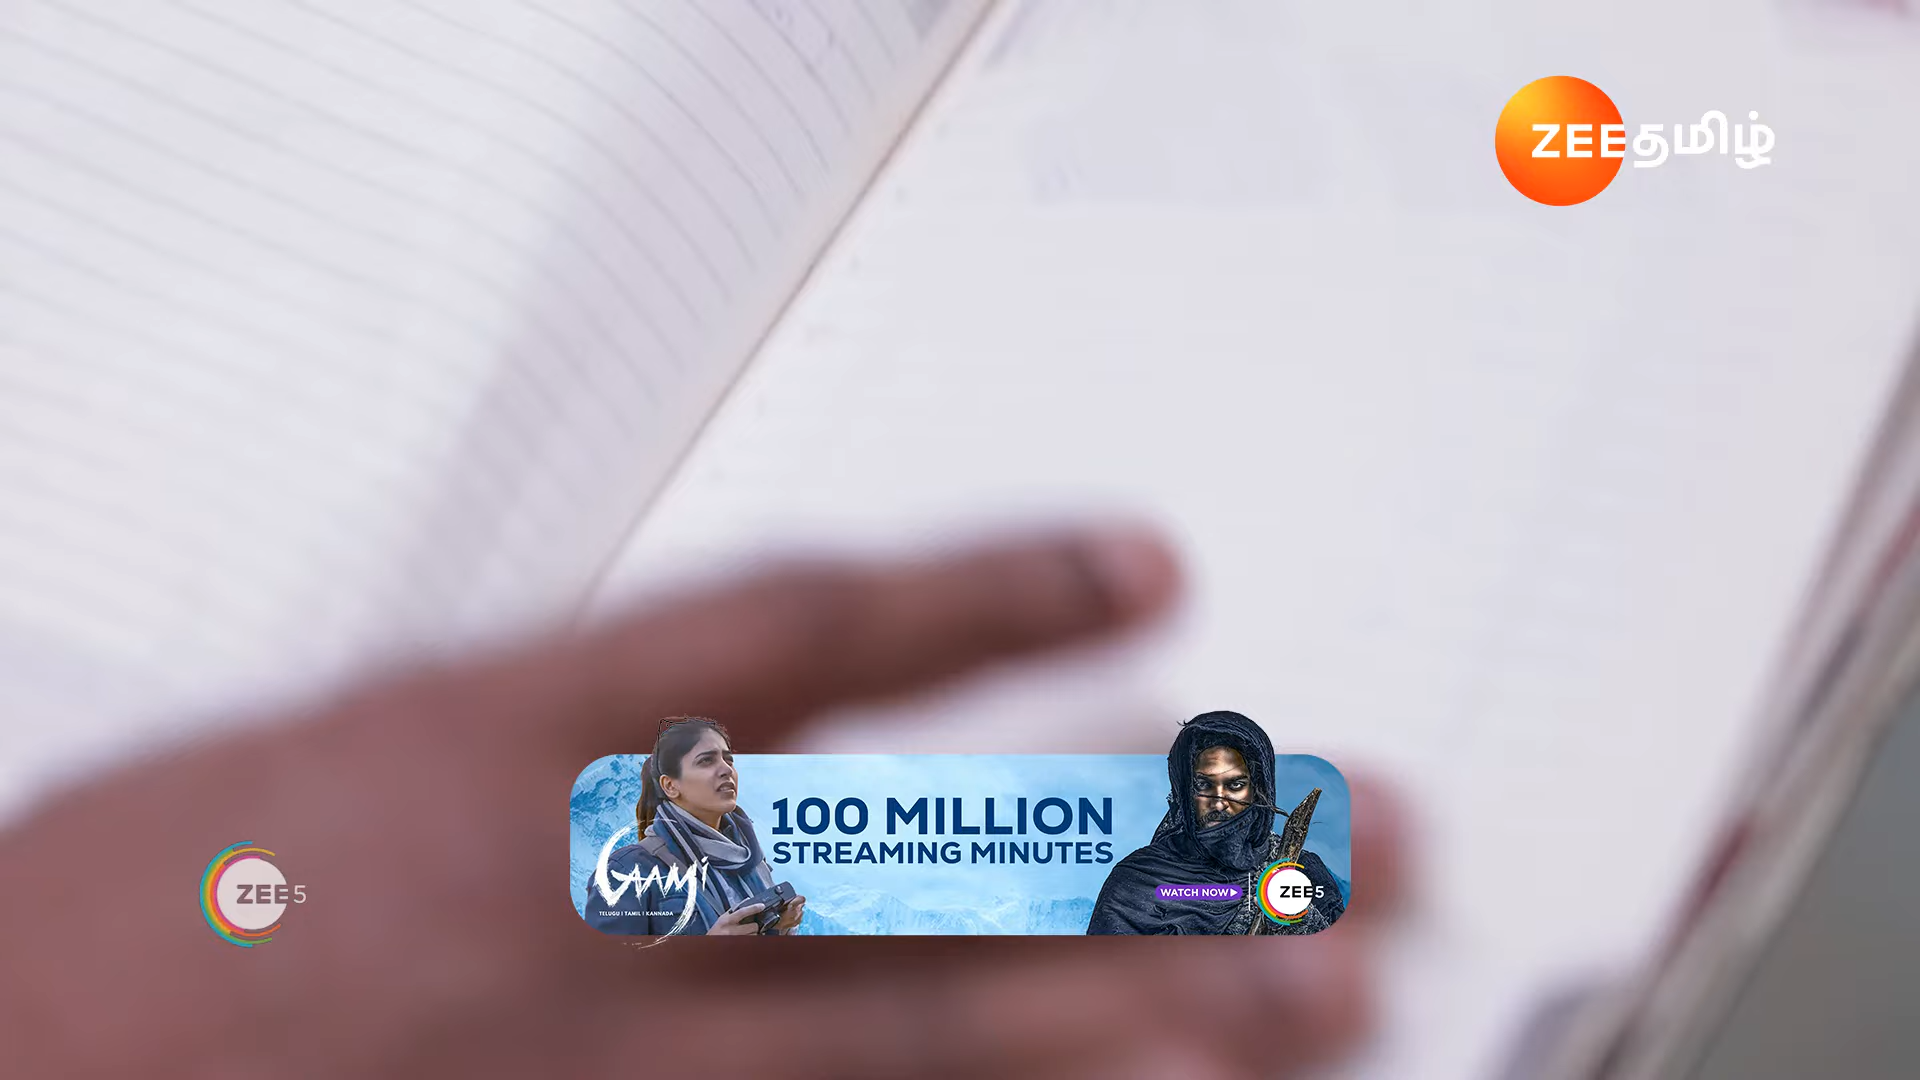 ZEEதமிழ்
100 MILLION
STREAMING MINUTES
GAAMI
TELUGU | TAMIL | KANNADA
WATCH NOW
ZEE5
ZEE5